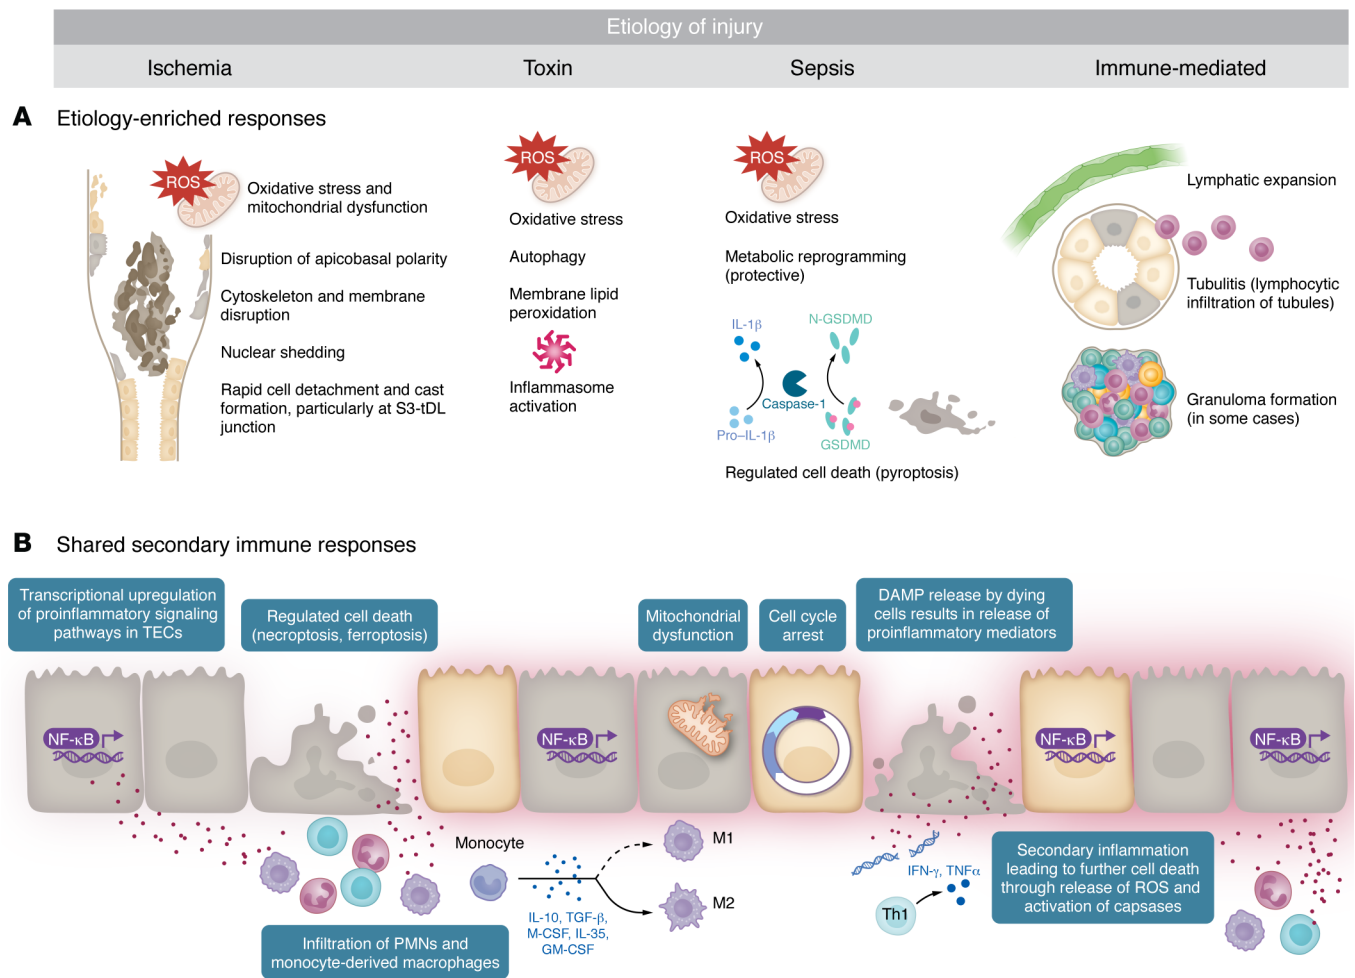 Etiology of injury
Ischemia
Toxin
Sepsis
Immune-mediated
A Etiology-enriched responses
ROS
Oxidative stress and
mitochondrial dysfunction
Disruption of apicobasal polarity
Cytoskeleton and membrane
disruption
Nuclear shedding
Rapid cell detachment and cast
formation, particularly at S3-tDL
junction
ROS
Oxidative stress
Autophagy
Membrane lipid
peroxidation
Inflammasome
activation
ROS
Oxidative stress
Metabolic reprogramming
(protective)
IL-1β
N-GSDMD
Caspase-1
Pro–IL-1β
GSDMD
Regulated cell death (pyroptosis)
Lymphatic expansion
Tubulitis (lymphocytic
infiltration of tubules)
Granuloma formation
(in some cases)
B Shared secondary immune responses
Transcriptional upregulation
of proinflammatory signaling
pathways in TECs
Regulated cell death
(necroptosis, ferroptosis)
Mitochondrial
dysfunction
Cell cycle
arrest
DAMP release by dying
cells results in release of
proinflammatory mediators
NF-κB
NF-κB
NF-κB
NF-κB
Monocyte
M1
M2
IL-10, TGF-β,
M-CSF, IL-35,
GM-CSF
IFN-γ, TNFα
Th1
Infiltration of PMNs and
monocyte-derived macrophages
Secondary inflammation
leading to further cell death
through release of ROS and
activation of capsases